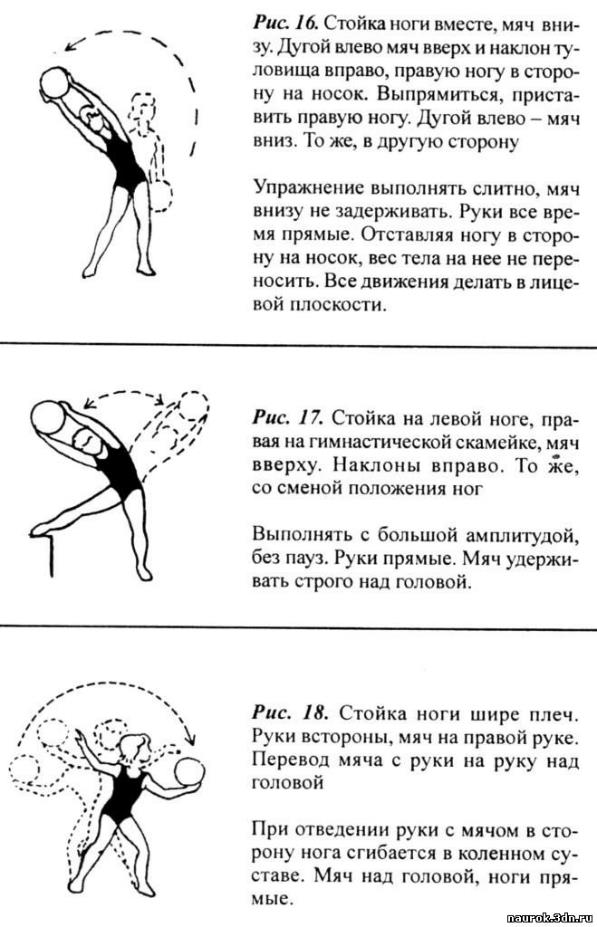 Рис. 16. Стойка ноги вместе, мяч вни-
зу. Дугой влево мяч вверх и наклон ту-
ловища вправо, правую ногу в сторо-
ну на носок. Выпрямиться, приста-
вить правую ногу. Дугой влево – мяч
вниз. То же, в другую сторону
Упражнение выполнять слитно, мяч
внизу не задерживать. Руки все вре-
мя прямые. Отставляя ногу в сторо-
ну на носок, вес тела на нее не пере-
носить. Все движения делать в лице-
вой плоскости.
Рис. 17. Стойка на левой ноге, пра-
вая на гимнастической скамейке, мяч
вверху. Наклоны вправо. То же,
со сменой положения ног
Выполнять с большой амплитудой,
без пауз. Руки прямые. Мяч удержи-
вать строго над головой.
Рис. 18. Стойка ноги шире плеч.
Руки встороны, мяч на правой руке.
Перевод мяча с руки на руку над
головой
При отведении руки с мячом в сто-
рону нога сгибается в коленном су-
ставе. Мяч над головой, ноги пря-
мые.
naurok.3dn.ru